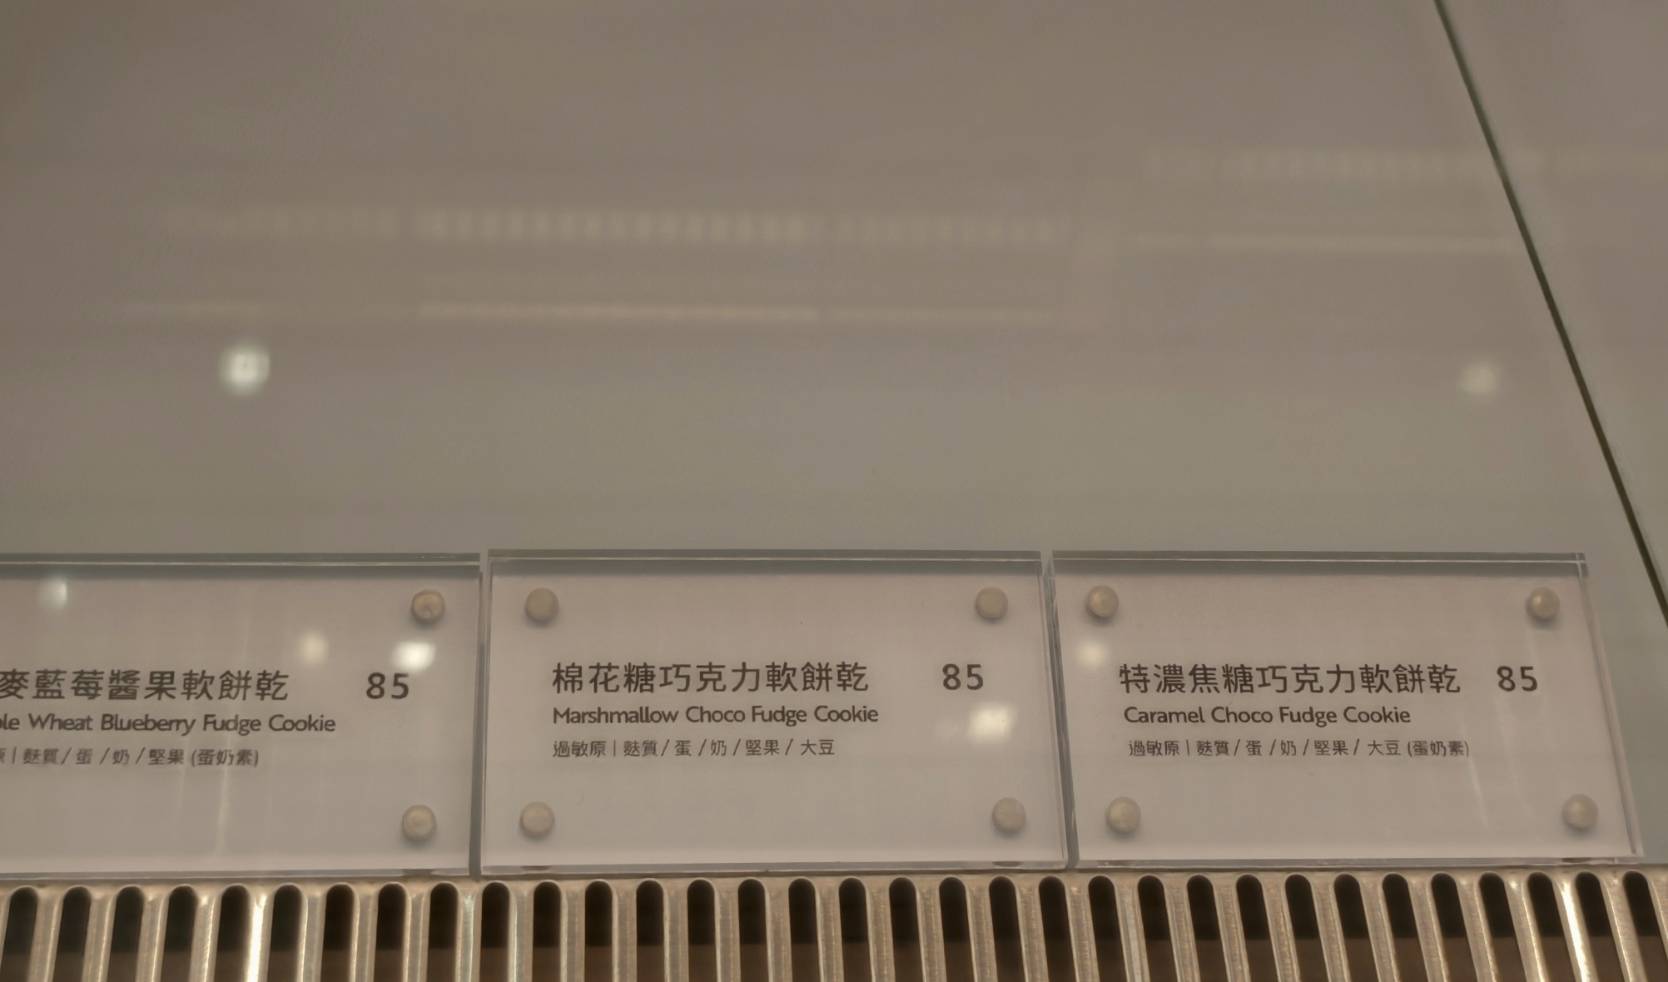 麥藍莓醬果軟餅乾 85
Wheat Blueberry Fudge Cookie
麩質/蛋/奶/堅果 (蛋奶素)
棉花糖巧克力軟餅乾 85
Marshmallow Choco Fudge Cookie
過敏原|麩質/蛋/奶/堅果/大豆
特濃焦糖巧克力軟餅乾 85
Caramel Choco Fudge Cookie
過敏原|麩質/蛋/奶/堅果/大豆 (蛋奶素)